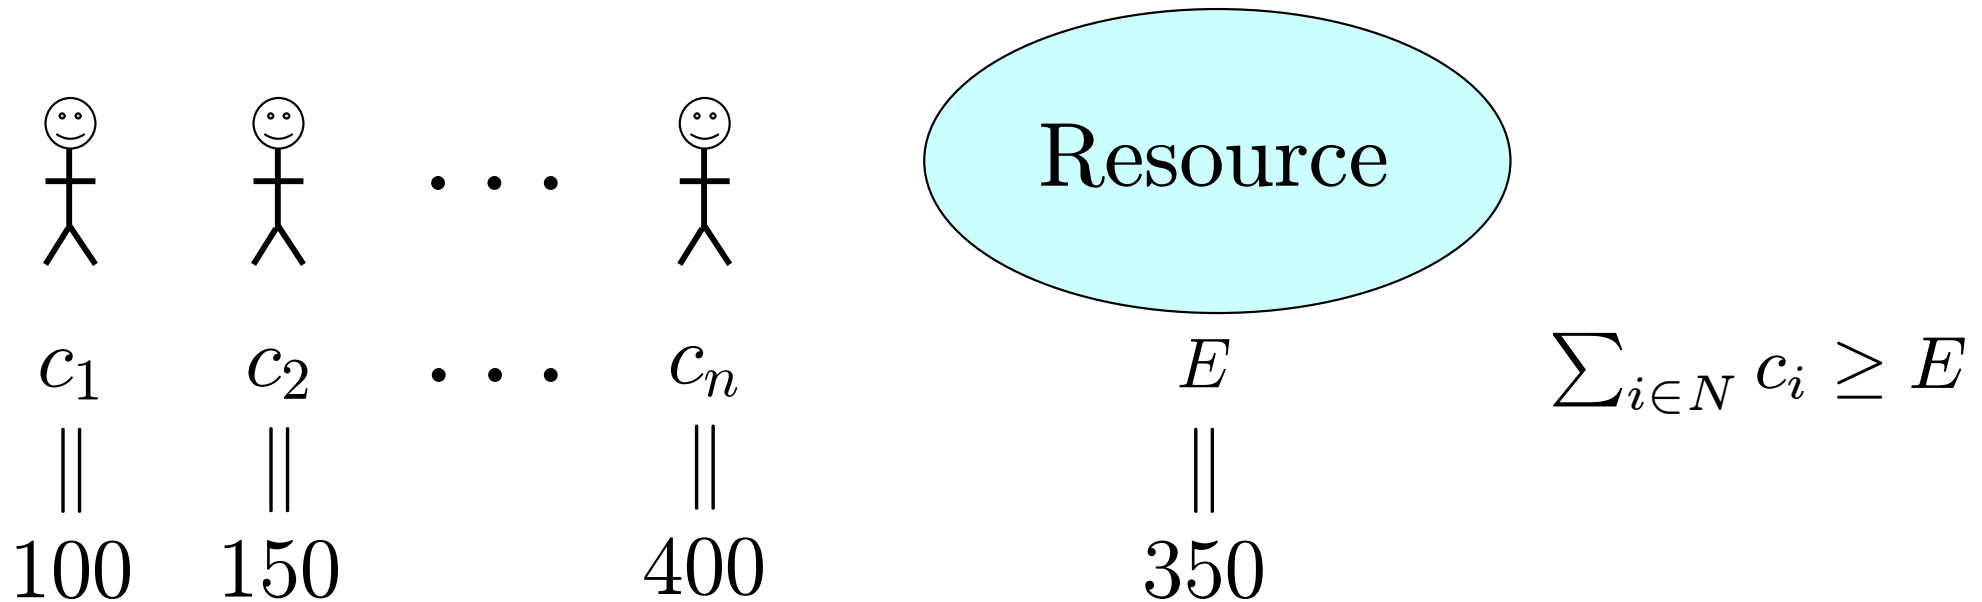 Resource
c₁ c₂ · · · cₙ E ∑_{i∈N} cᵢ ≥ E
|| || || ||
100 150 400 350